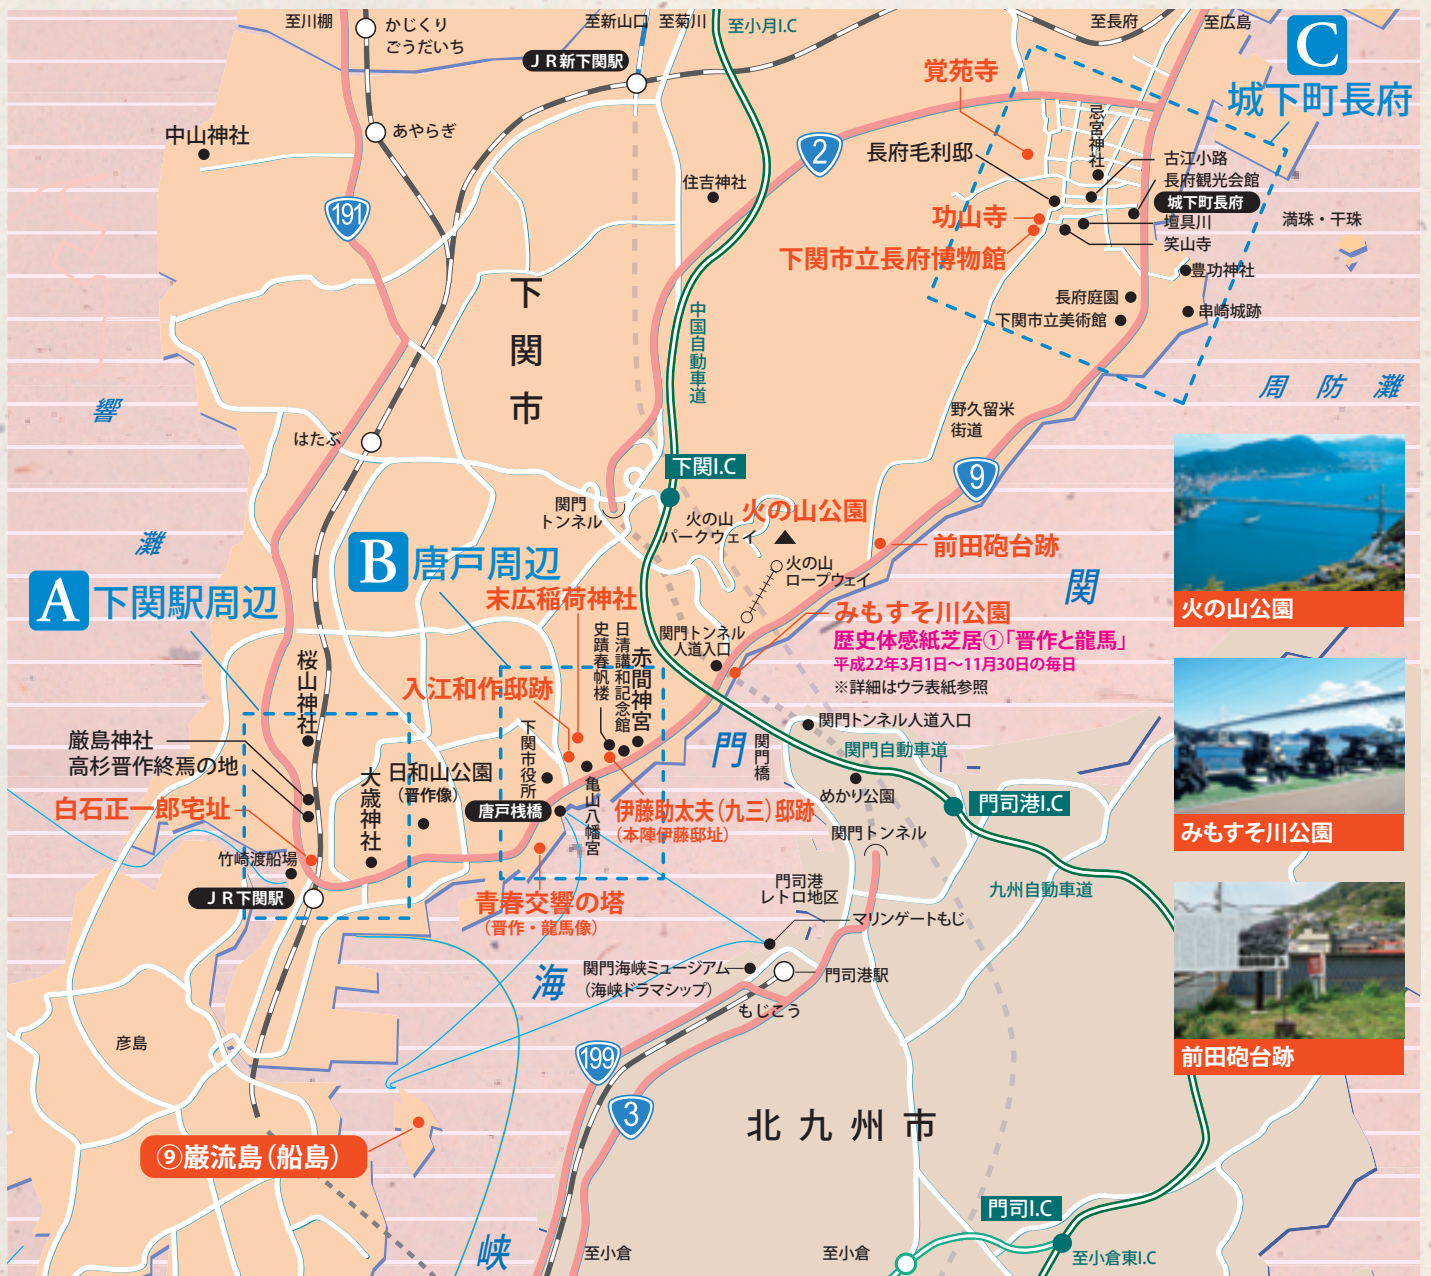 至川棚
かじくり
ごうだいち
至新山口
至菊川
至小月I.C
至長府
至広島
C
城下町長府
JR新下関駅
覚苑寺
2
中山神社
あやらぎ
長府毛利邸
忌宮神社
古江小路
長府観光会館
城下町長府
住吉神社
191
功山寺
壇具川
満珠・干珠
下関市立長府博物館
笑山寺
豊功神社
下関市
長府庭園
串崎城跡
中国自動車道
下関市立美術館
周防灘
響灘
はたぶ
野久留米
街道
下関I.C
9
関門
トンネル
火の山
パークウェイ
火の山公園
前田砲台跡
B
唐戸周辺
火の山
ロープウェイ
A
下関駅周辺
末広稲荷神社
みもすそ川公園
歴史体感紙芝居①「晋作と龍馬」
平成22年3月1日〜11月30日の毎日
※詳細はウラ表紙参照
火の山公園
関門トンネル
人道入口
史蹟春帆楼
日清講和記念館
赤間神宮
桜山神社
入江和作邸跡
下関市役所
関門海峡
関門橋
関門トンネル人道入口
関門自動車道
厳島神社
高杉晋作終焉の地
大歳神社
日和山公園
(晋作像)
亀山八幡宮
めかり公園
門司港I.C
白石正一郎宅址
唐戸桟橋
伊藤助太夫(九三)邸跡
(本陣伊藤邸址)
関門トンネル
みもすそ川公園
竹崎渡船場
JR下関駅
青春交響の塔
(晋作・龍馬像)
門司港
レトロ地区
九州自動車道
マリンゲートもじ
関門海峡ミュージアム
(海峡ドラマシップ)
門司港駅
もじこう
彦島
199
3
前田砲台跡
北九州市
⑨巌流島(船島)
門司I.C
至小倉
至小倉
至小倉東I.C